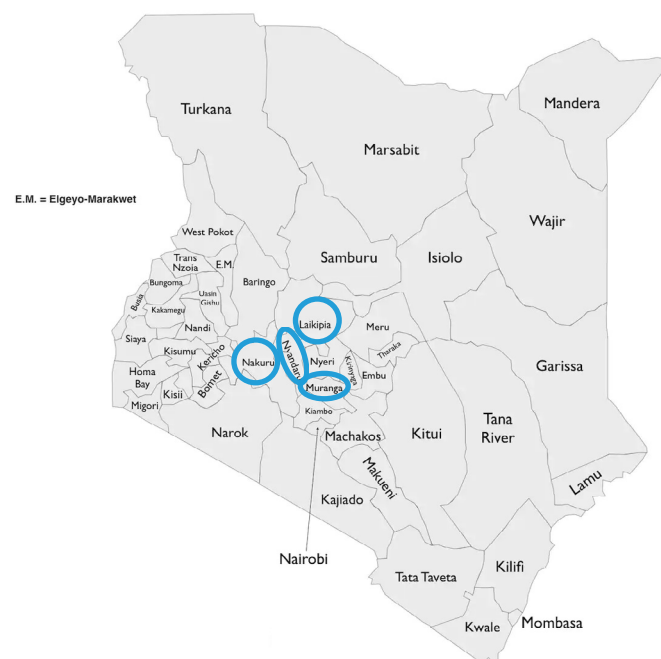 Turkana
Mandera
Marsabit
E.M. = Elgeyo-Marakwet
Wajir
West Pokot
Samburu
Isiolo
Trans
Nzoia
E.M.
Baringo
Bungoma
Uasin
Gishu
Busia
Kakamegu
Laikipia
Meru
Nandi
Siaya
Kisumu
Kericho
Nakuru
Nyandaru
Nyeri
Kirinyaga
Tharaka
Garissa
Homa
Bay
Bomet
Embu
Kisii
Muranga
Migori
Kiambo
Narok
Machakos
Kitui
Tana
River
Makueni
Lamu
Kajiado
Nairobi
Tata Taveta
Kilifi
Kwale
Mombasa